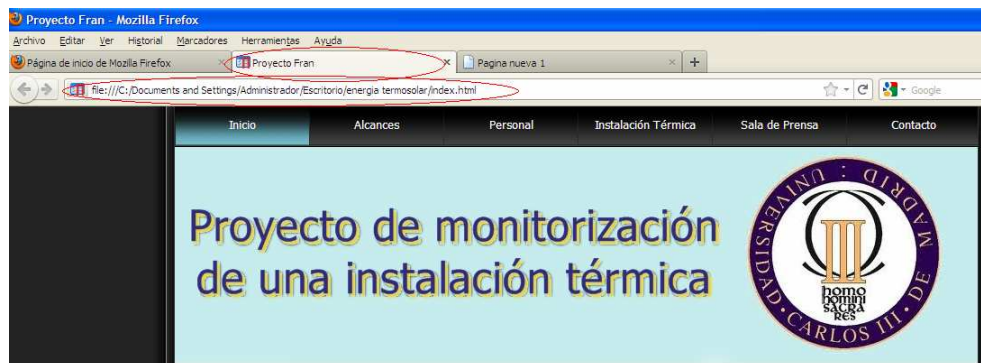 Proyecto Fran - Mozilla Firefox
Archivo Editar Ver Historial Marcadores Herramientas Ayuda
Página de inicio de Mozilla Firefox × Proyecto Fran × Pagina nueva 1 × +
file:///C:/Documents and Settings/Administrador/Escritorio/energia termosolar/index.html Google
Inicio Alcances Personal Instalación Térmica Sala de Prensa Contacto
Proyecto de monitorización
de una instalación térmica
UNIVERSIDAD · CARLOS III · DE MADRID
homo
homini
SACRA
RES